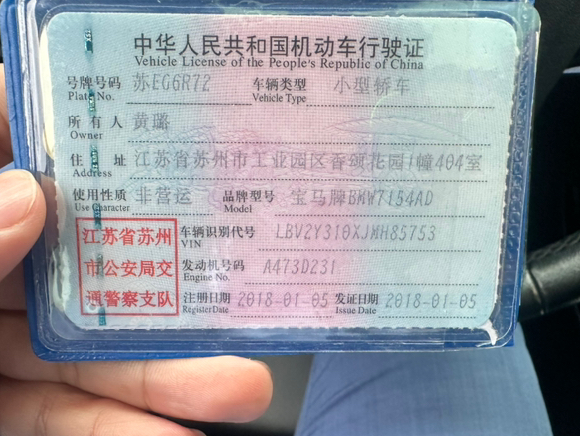 中华人民共和国机动车行驶证
Vehicle License of the People's Republic of China
号牌号码 苏EG6R72 车辆类型 小型轿车
Plate No. Vehicle Type
所有人 黄璐
Owner
住址 江苏省苏州市工业园区香颂花园1幢404室
Address
使用性质 非营运 品牌型号 宝马牌BMW7154AD
Use Character Model
江苏省苏州 车辆识别代号 LBV2Y310XJMH85753
VIN
市公安局交 发动机号码 A473D231
Engine No.
通警察支队 注册日期 2018-01-05 发证日期 2018-01-05
Register Date Issue Date